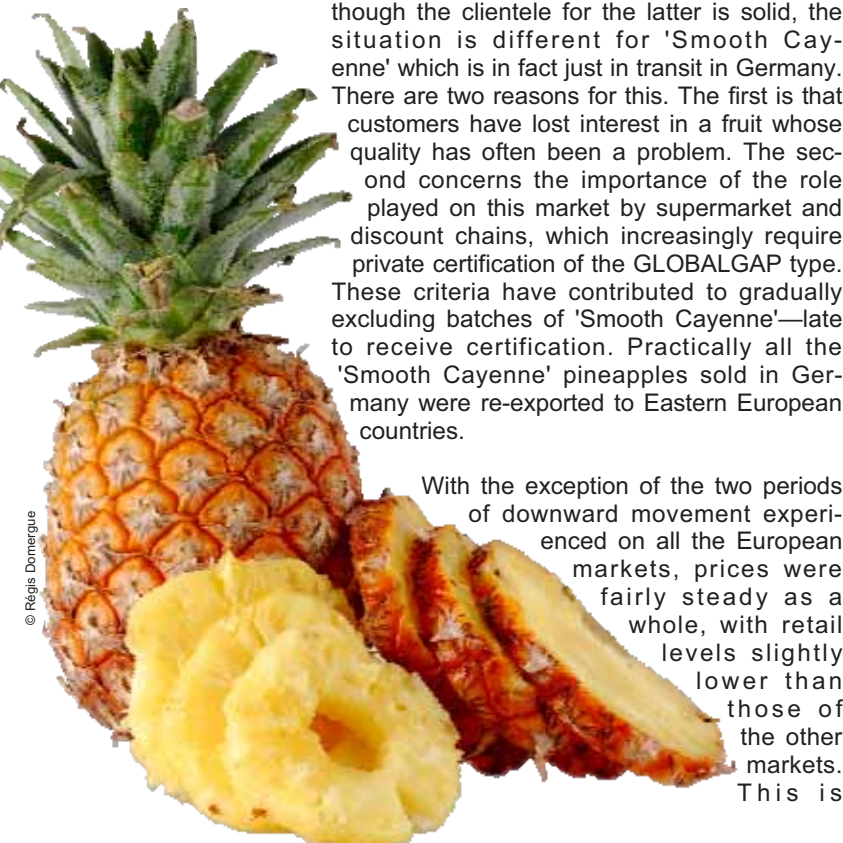 though the clientele for the latter is solid, the
situation is different for 'Smooth Cay-
enne' which is in fact just in transit in Germany.
There are two reasons for this. The first is that
customers have lost interest in a fruit whose
quality has often been a problem. The sec-
ond concerns the importance of the role
played on this market by supermarket and
discount chains, which increasingly require
private certification of the GLOBALGAP type.
These criteria have contributed to gradually
excluding batches of 'Smooth Cayenne'—late
to receive certification. Practically all the
'Smooth Cayenne' pineapples sold in Ger-
many were re-exported to Eastern European
countries.
With the exception of the two periods
of downward movement experi-
enced on all the European
markets, prices were
fairly steady as a
whole, with retail
levels slightly
lower than
those of
the other
markets.
This is
© Régis Domergue